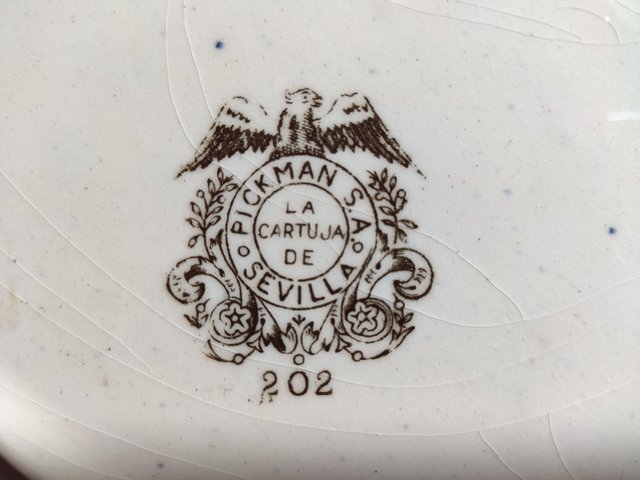 PICKMAN S.A.
LA
CARTUJA
DE
SEVILLA
202